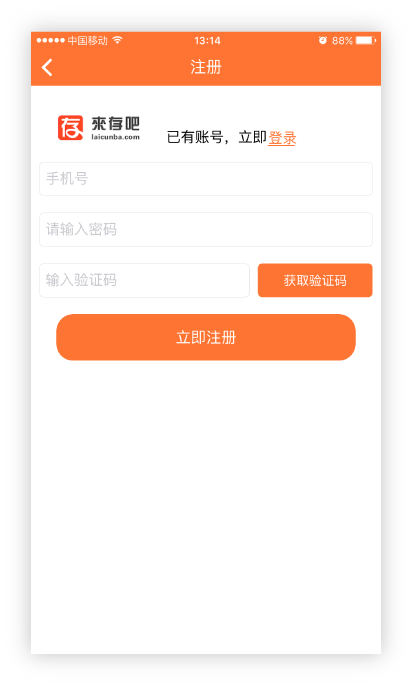 中国移动 13:14 88%
注册
存 來存吧
laicunba.com
已有账号，立即登录
手机号
请输入密码
输入验证码 获取验证码
立即注册